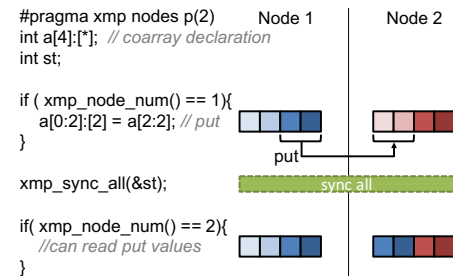 #pragma xmp nodes p(2)
Node 1
Node 2
int a[4]:[*]; // coarray declaration
int st;
if ( xmp_node_num() == 1){
a[0:2]:[2] = a[2:2]; // put
}
put
xmp_sync_all(&st);
sync all
if( xmp_node_num() == 2){
//can read put values
}